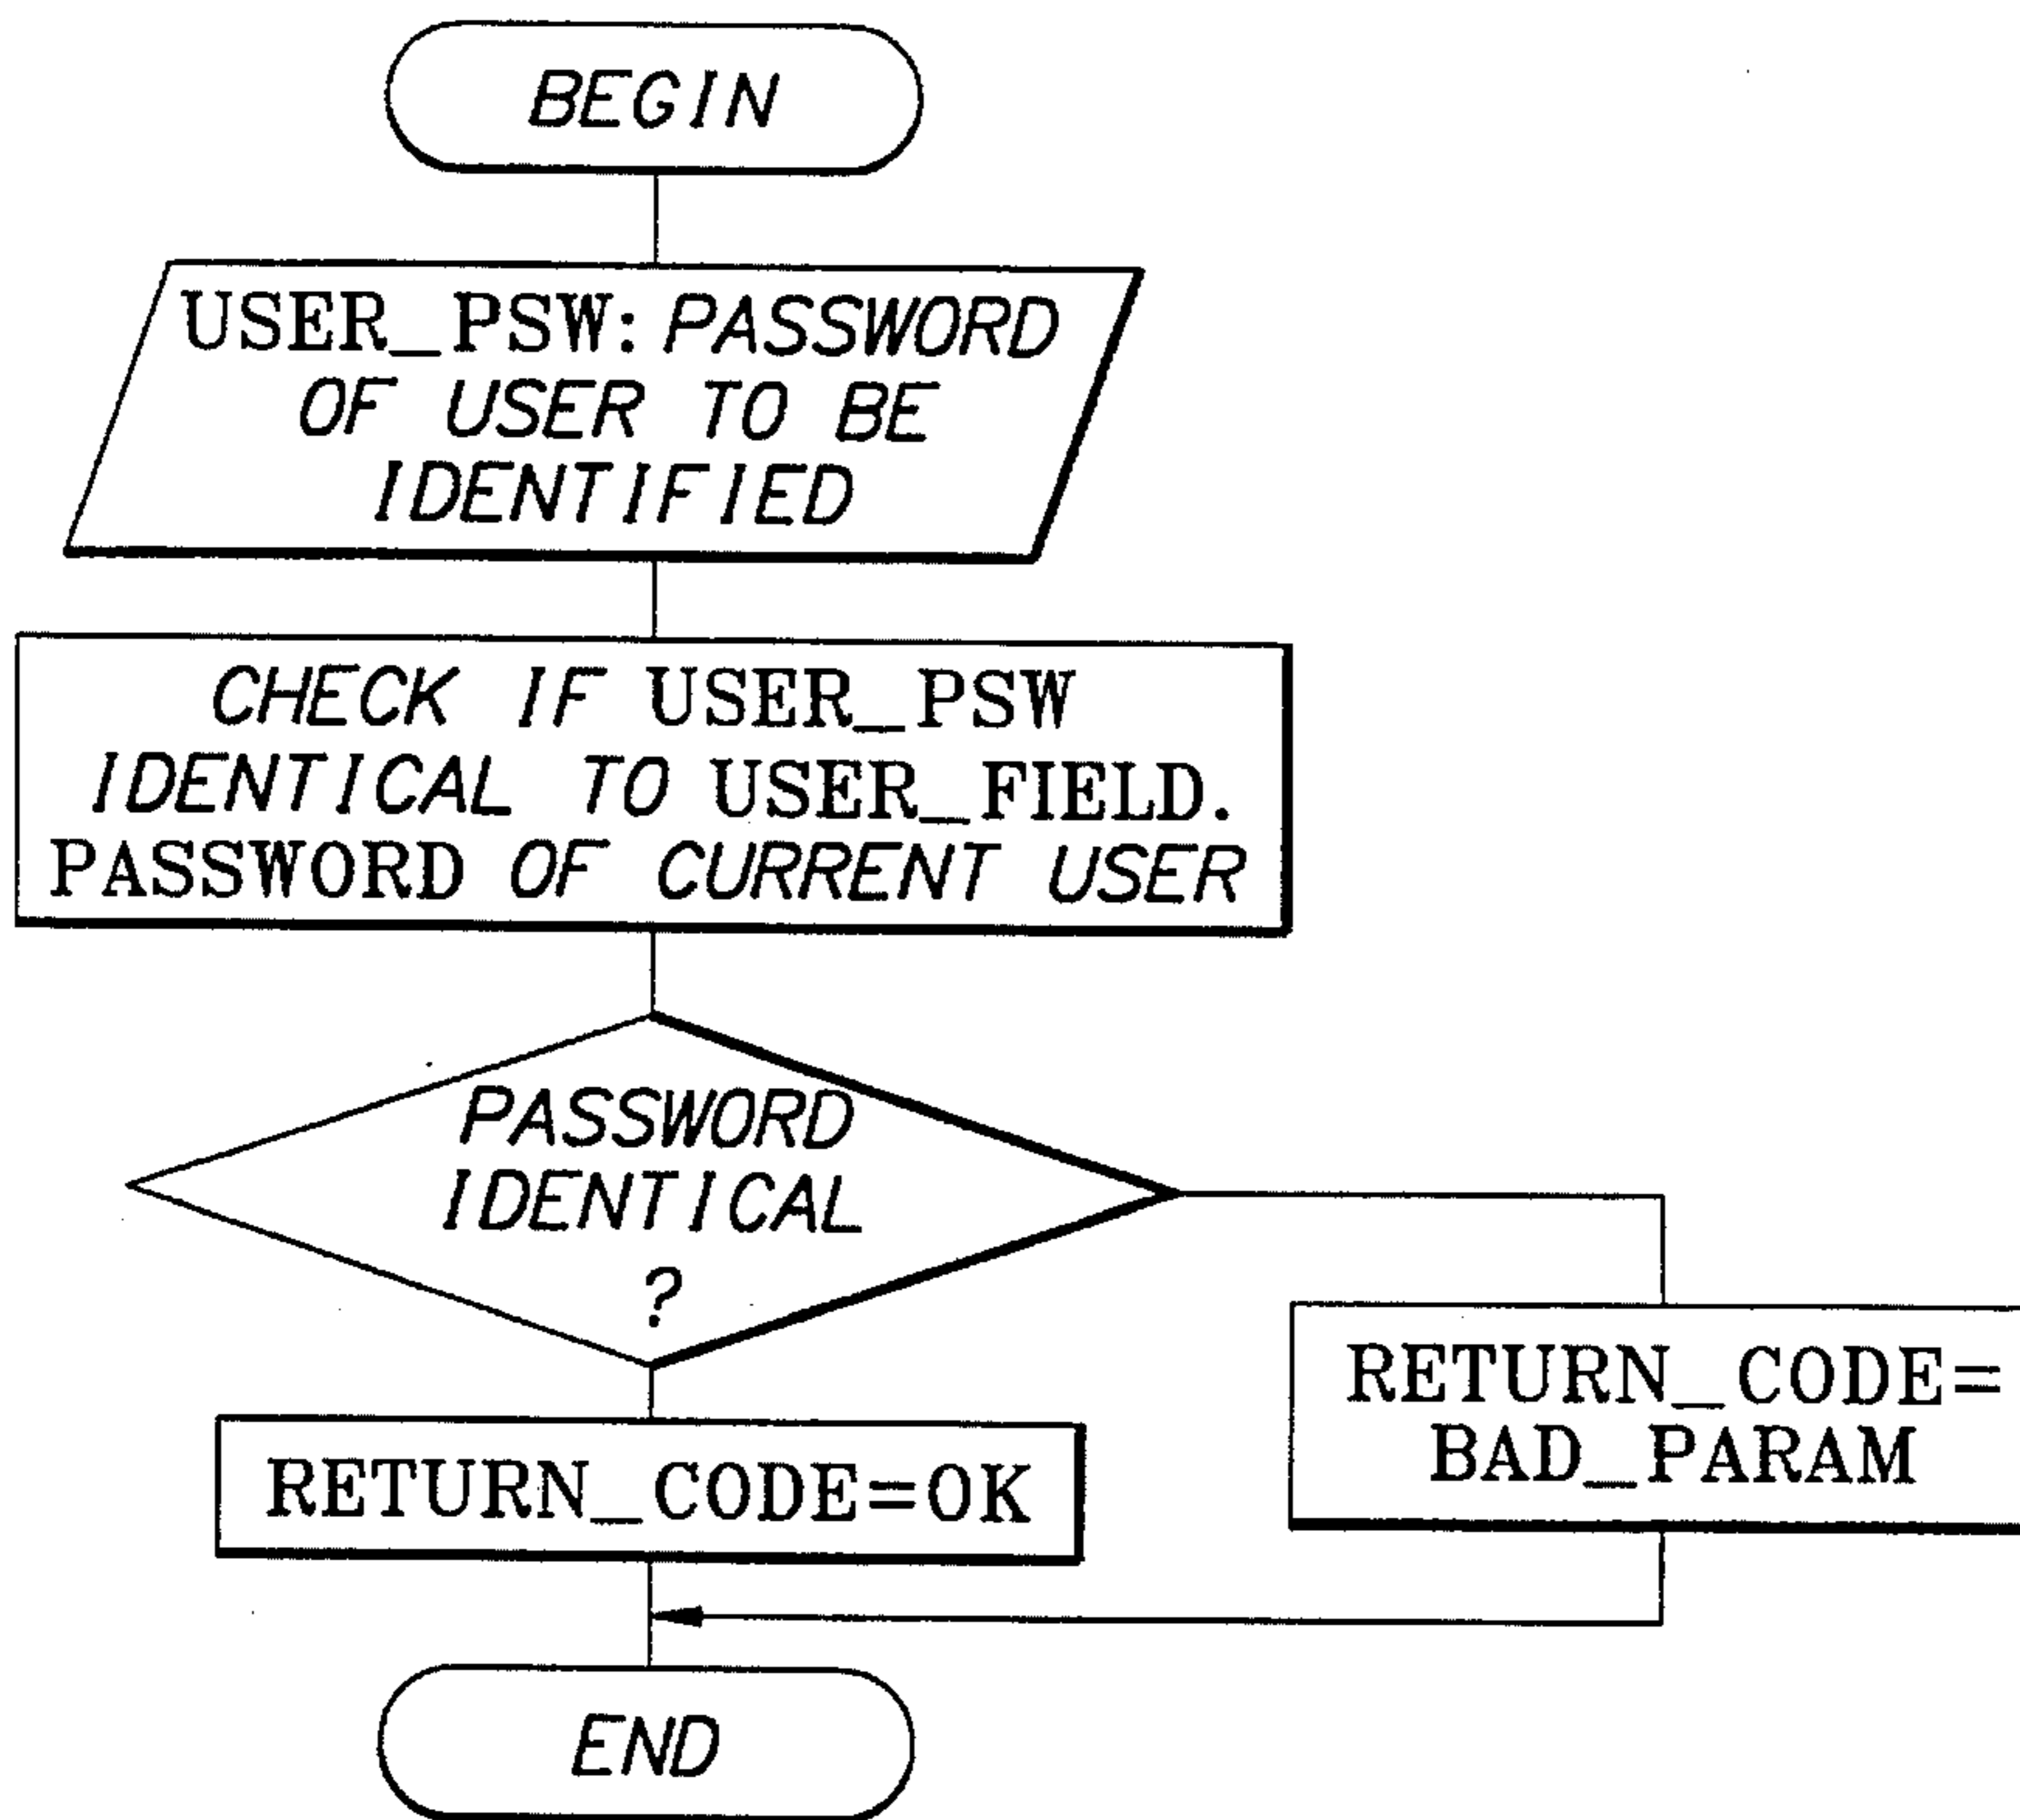 BEGIN
USER_PSW: PASSWORD
OF USER TO BE
IDENTIFIED
CHECK IF USER_PSW
IDENTICAL TO USER_FIELD.
PASSWORD OF CURRENT USER
PASSWORD
IDENTICAL
?
RETURN_CODE=
BAD_PARAM
RETURN_CODE=OK
END